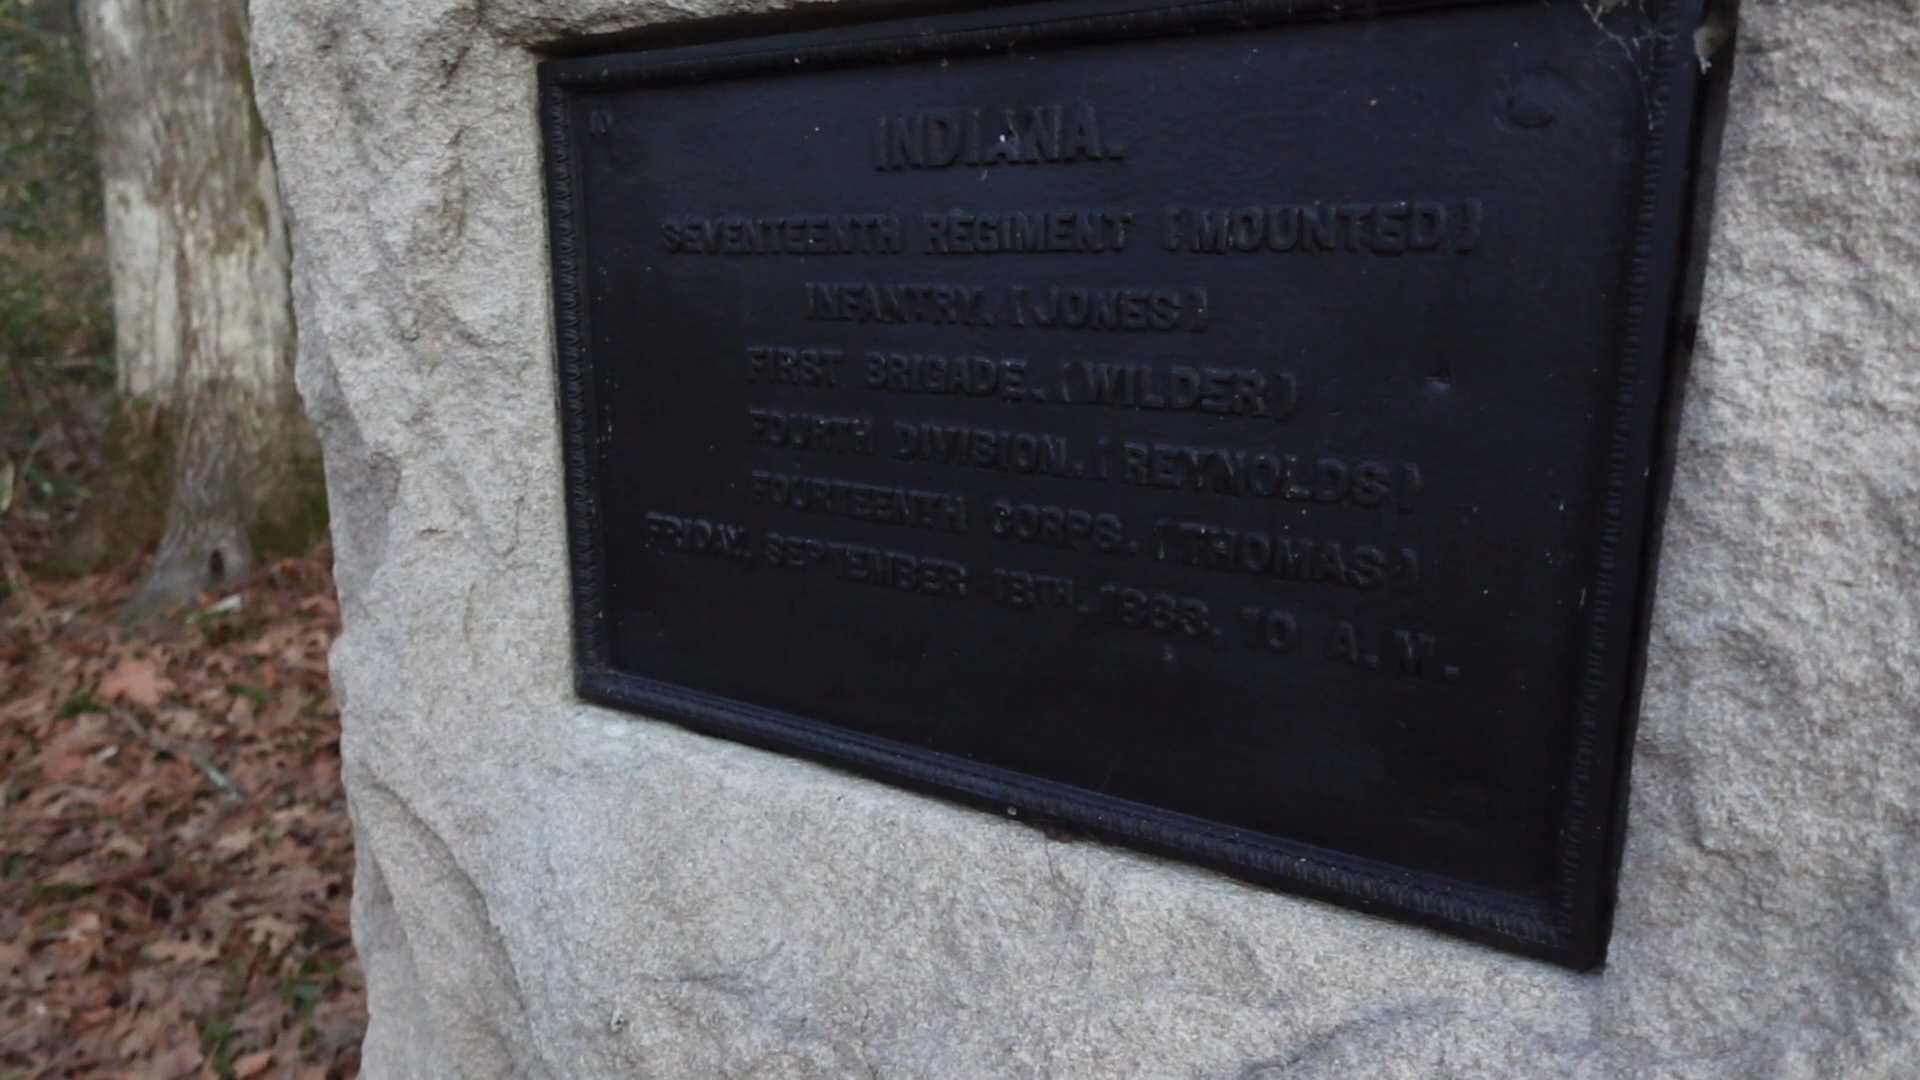 INDIANA.
SEVENTEENTH REGIMENT (MOUNTED)
INFANTRY. (JONES)
FIRST BRIGADE. (WILDER)
FOURTH DIVISION. (REYNOLDS)
FOURTEENTH CORPS. (THOMAS)
FRIDAY, SEPTEMBER 18TH, 1863, 10 A. M.